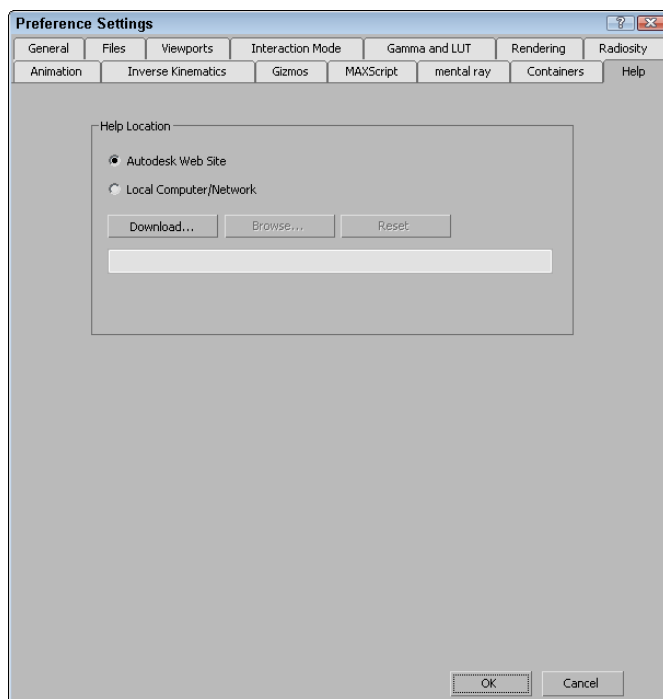 Preference Settings
General Files Viewports Interaction Mode Gamma and LUT Rendering Radiosity
Animation Inverse Kinematics Gizmos MAXScript mental ray Containers Help
Help Location
Autodesk Web Site
Local Computer/Network
Download... Browse... Reset
OK Cancel